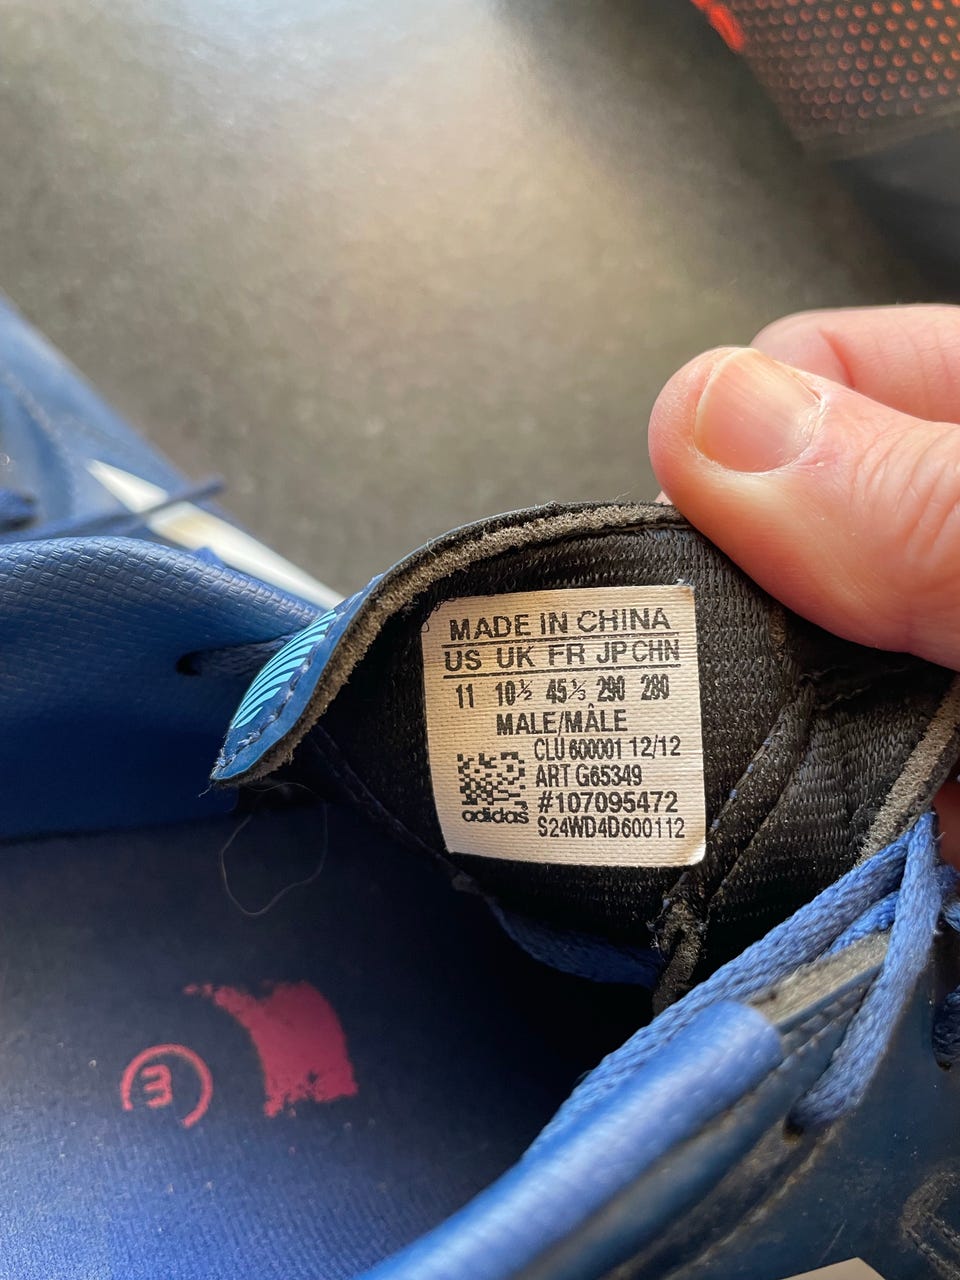 MADE IN CHINA
US UK FR JP CHN
11 10½ 45⅓ 290 280
MALE/MÂLE
CLU 600001 12/12
ART G65349
#107095472
adidas S24WD4D600112